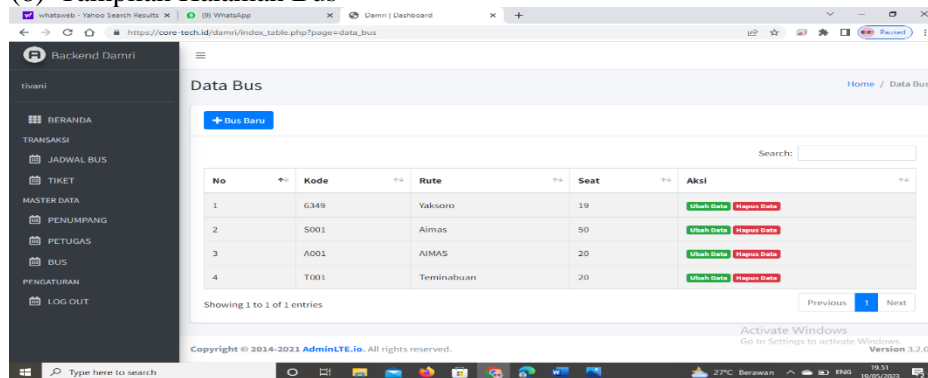 whatsweb - Yahoo Search Results
(9) WhatsApp
Damri | Dashboard
https://core-tech.id/damri/index_table.php?page=data_bus
Paused
Backend Damri
tivani
Data Bus
Home / Data Bus
BERANDA
TRANSAKSI
JADWAL BUS
TIKET
MASTER DATA
PENUMPANG
PETUGAS
BUS
PENGATURAN
LOG OUT
+ Bus Baru
Search:
No Kode Rute Seat Aksi
1 G349 Yaksoro 19 Ubah Data Hapus Data
2 S001 Aimas 50 Ubah Data Hapus Data
3 A001 AIMAS 20 Ubah Data Hapus Data
4 T001 Teminabuan 20 Ubah Data Hapus Data
Showing 1 to 1 of 1 entries
Previous 1 Next
Activate Windows
Go to Settings to activate Windows.
Copyright © 2014-2021 AdminLTE.io. All rights reserved.
Version 3.2.0
Type here to search
27°C Berawan
ENG
19.51
19/05/2023